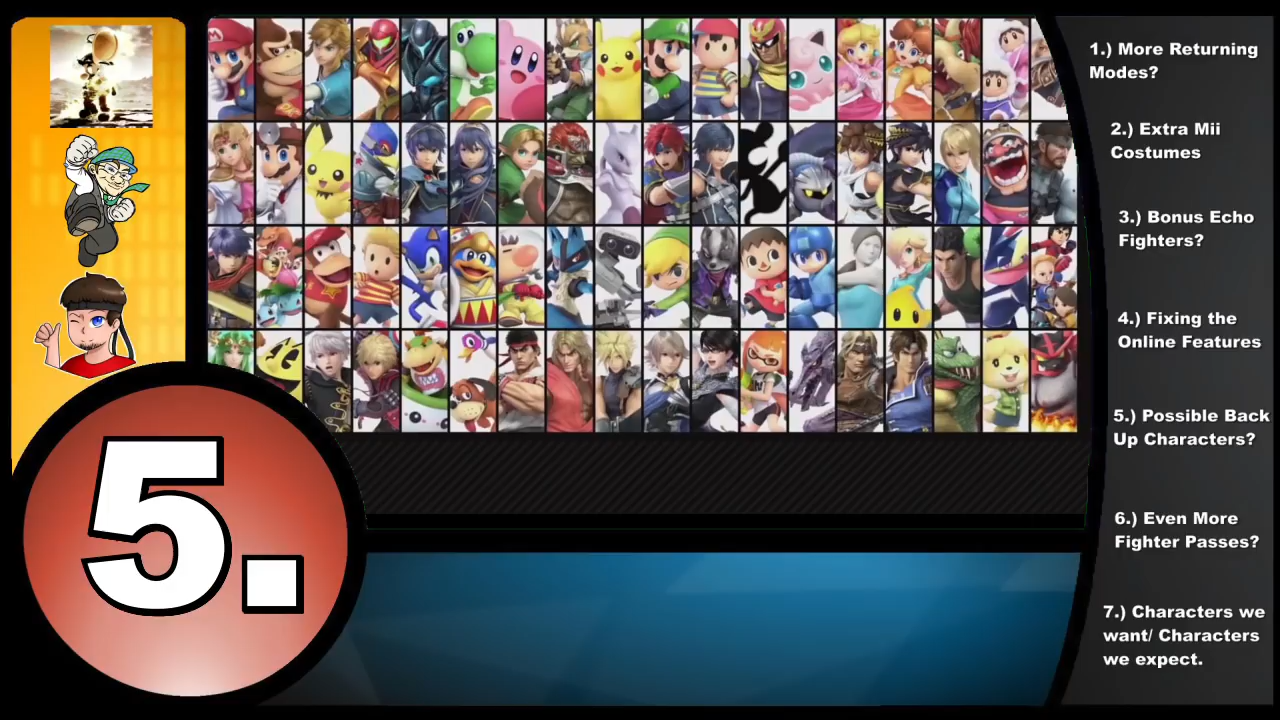 1.) More Returning
Modes?
2.) Extra Mii
Costumes
3.) Bonus Echo
Fighters?
4.) Fixing the
Online Features
5.) Possible Back
Up Characters?
6.) Even More
Fighter Passes?
7.) Characters we
want/ Characters
we expect.
5.